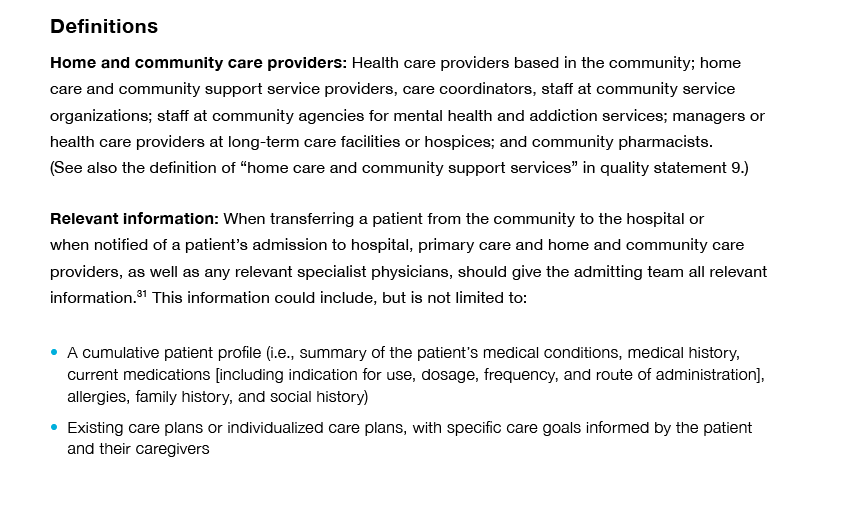 Definitions
Home and community care providers: Health care providers based in the community; home
care and community support service providers, care coordinators, staff at community service
organizations; staff at community agencies for mental health and addiction services; managers or
health care providers at long-term care facilities or hospices; and community pharmacists.
(See also the definition of “home care and community support services” in quality statement 9.)
Relevant information: When transferring a patient from the community to the hospital or
when notified of a patient’s admission to hospital, primary care and home and community care
providers, as well as any relevant specialist physicians, should give the admitting team all relevant
information.³¹ This information could include, but is not limited to:
• A cumulative patient profile (i.e., summary of the patient’s medical conditions, medical history,
current medications [including indication for use, dosage, frequency, and route of administration],
allergies, family history, and social history)
• Existing care plans or individualized care plans, with specific care goals informed by the patient
and their caregivers